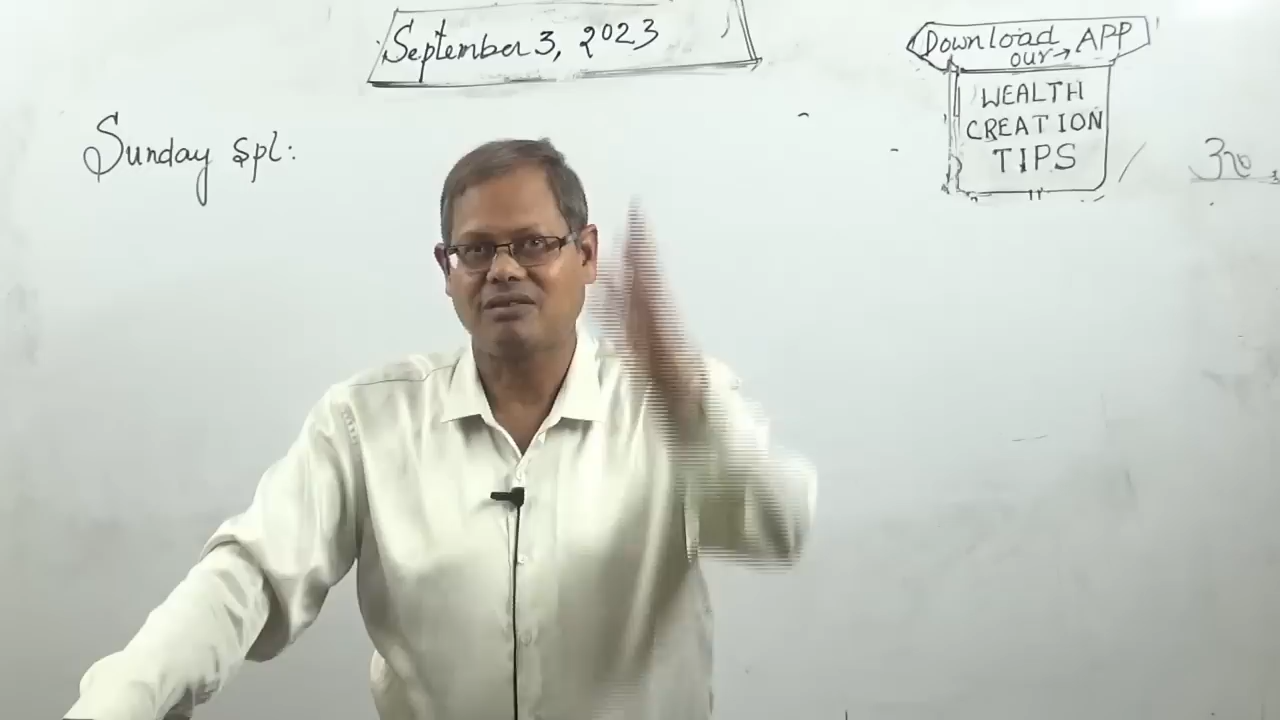 September 3, 2023
Download
our→ APP
WEALTH
CREATION
TIPS
Sunday Spl: